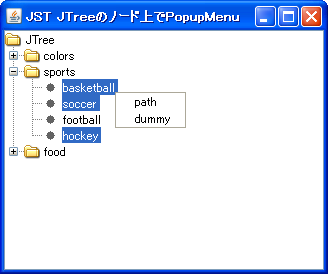 JST JTreeのノード上でPopupMenu
JTree
colors
sports
basketball
soccer
path
football
dummy
hockey
food